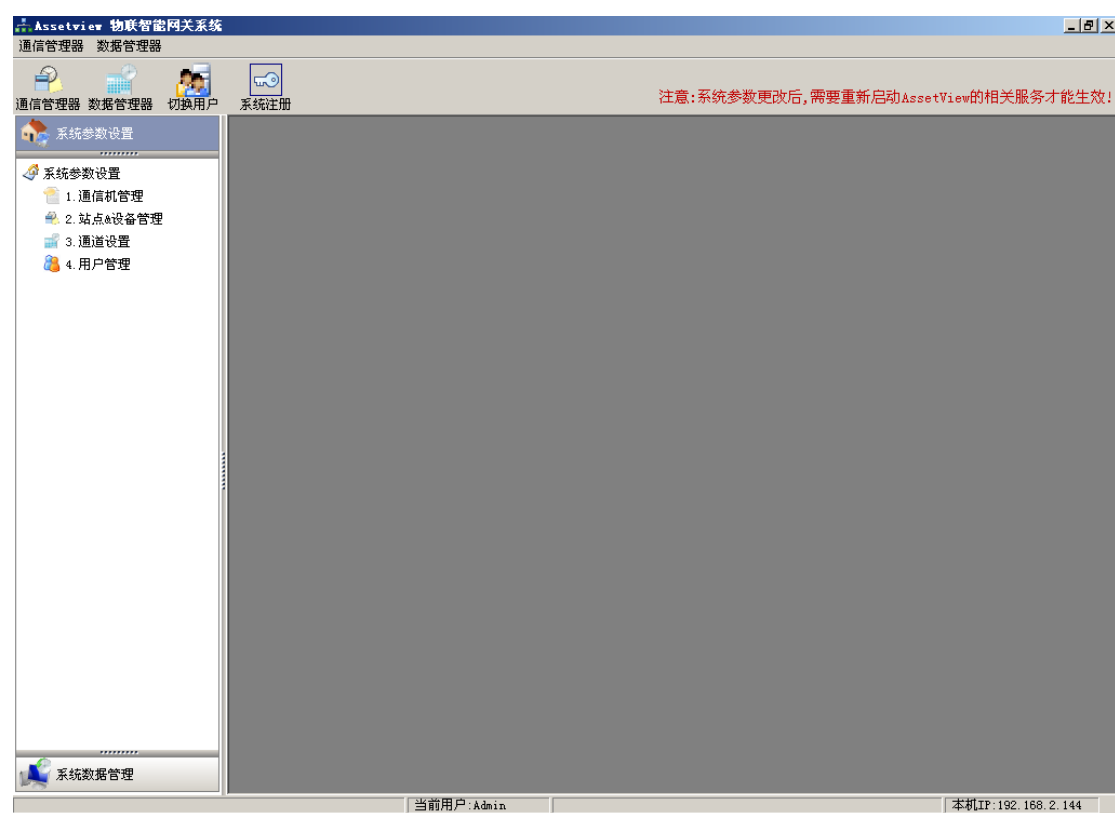 Assetview 物联智能网关系统
通信管理器 数据管理器
通信管理器 数据管理器 切换用户 系统注册
注意:系统参数更改后,需要重新启动AssetView的相关服务才能生效!
系统参数设置
系统参数设置
1.通信机管理
2.站点&设备管理
3.通道设置
4.用户管理
系统数据管理
当前用户:Admin
本机IP:192.168.2.144